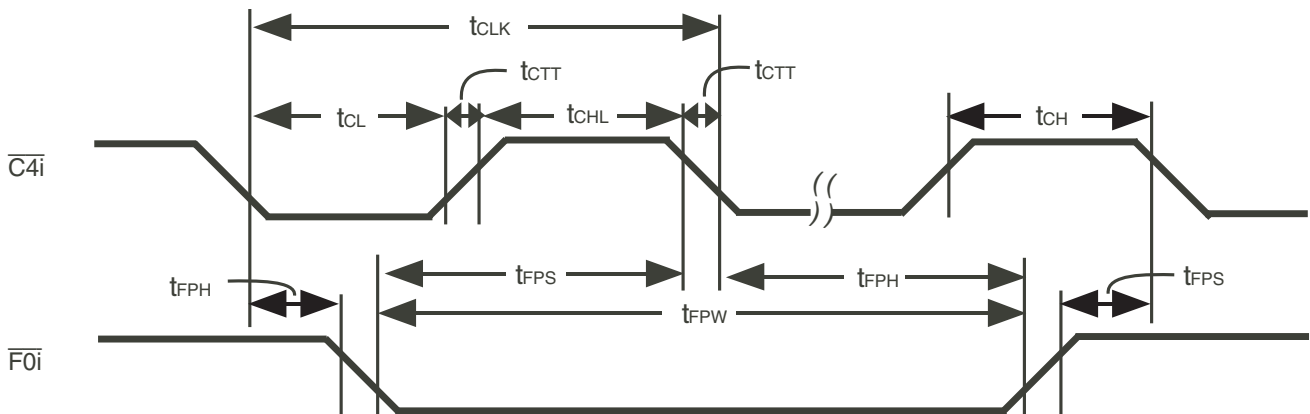 tCLK
tCTT
tCTT
tCL
tCHL
tCH
C4i
tFPS
tFPH
tFPH
tFPS
tFPW
F0i